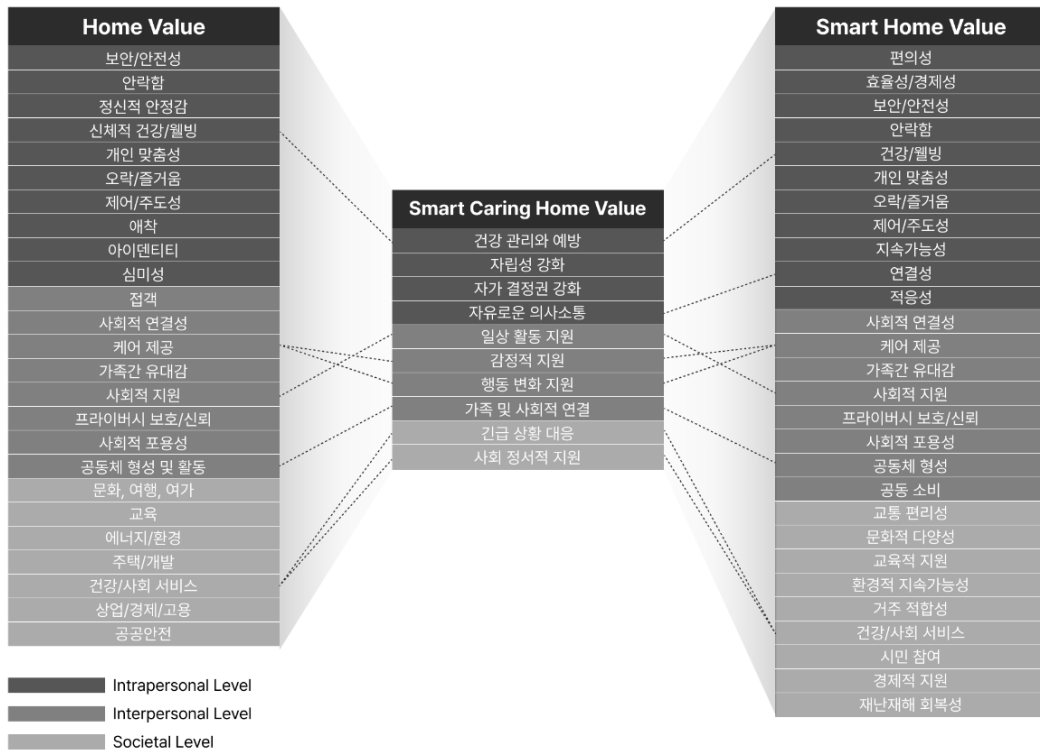 Home Value
보안/안전성
안락함
정신적 안정감
신체적 건강/웰빙
개인 맞춤성
오락/즐거움
제어/주도성
애착
아이덴티티
심미성
접객
사회적 연결성
케어 제공
가족간 유대감
사회적 지원
프라이버시 보호/신뢰
사회적 포용성
공동체 형성 및 활동
문화, 여행, 여가
교육
에너지/환경
주택/개발
건강/사회 서비스
상업/경제/고용
공공안전
Smart Caring Home Value
건강 관리와 예방
자립성 강화
자가 결정권 강화
자유로운 의사소통
일상 활동 지원
감정적 지원
행동 변화 지원
가족 및 사회적 연결
긴급 상황 대응
사회 정서적 지원
Smart Home Value
편의성
효율성/경제성
보안/안전성
안락함
건강/웰빙
개인 맞춤성
오락/즐거움
제어/주도성
지속가능성
연결성
적응성
사회적 연결성
케어 제공
가족간 유대감
사회적 지원
프라이버시 보호/신뢰
사회적 포용성
공동체 형성
공동 소비
교통 편리성
문화적 다양성
교육적 지원
환경적 지속가능성
거주 적합성
건강/사회 서비스
시민 참여
경제적 지원
재난재해 회복성
Intrapersonal Level
Interpersonal Level
Societal Level